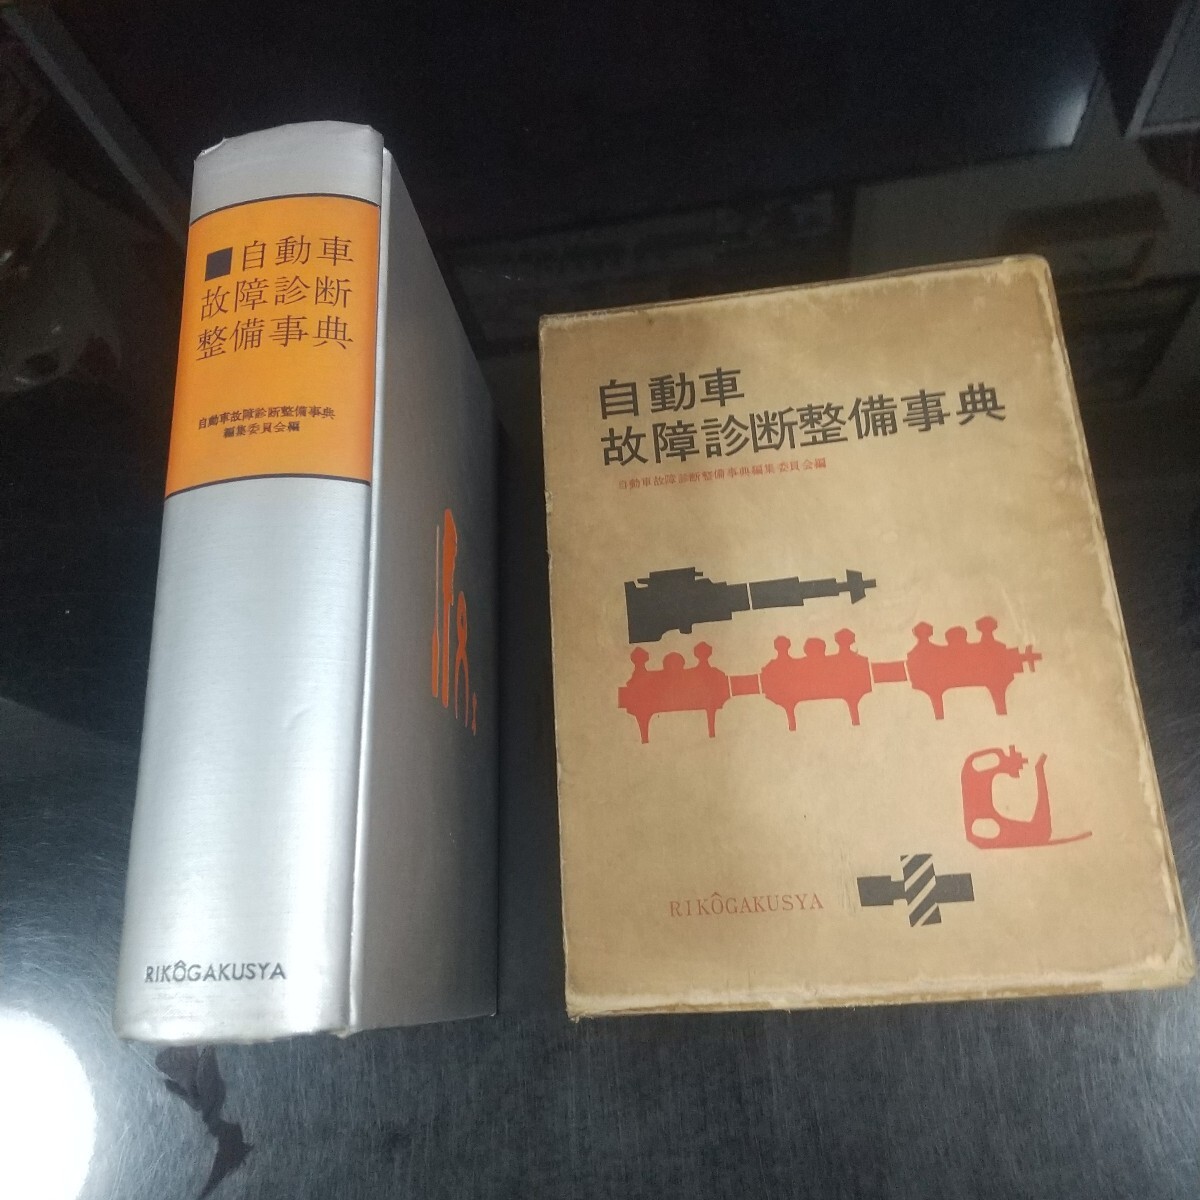 ■自動車
故障診断
整備事典
自動車故障診断整備事典
編集委員会編
RIKÔGAKUSYA
自動車
故障診断整備事典
自動車故障診断整備事典編集委員会編
RIKÔGAKUSYA